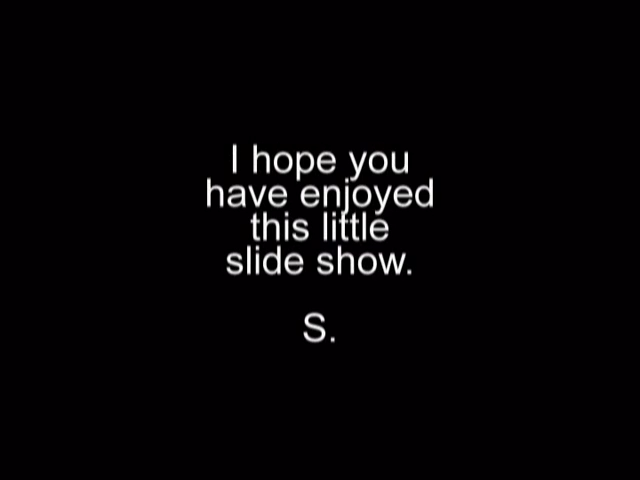 I hope you
have enjoyed
this little
slide show.
S.